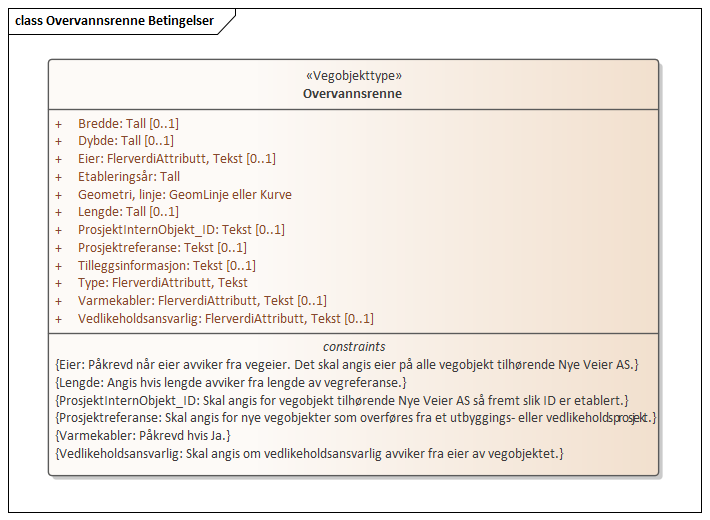 class Overvannsrenne Betingelser
«Vegobjekttype»
Overvannsrenne
+ Bredde: Tall [0..1]
+ Dybde: Tall [0..1]
+ Eier: FlerverdiAttributt, Tekst [0..1]
+ Etableringsår: Tall
+ Geometri, linje: GeomLinje eller Kurve
+ Lengde: Tall [0..1]
+ ProsjektInternObjekt_ID: Tekst [0..1]
+ Prosjektreferanse: Tekst [0..1]
+ Tilleggsinformasjon: Tekst [0..1]
+ Type: FlerverdiAttributt, Tekst
+ Varmekabler: FlerverdiAttributt, Tekst [0..1]
+ Vedlikeholdsansvarlig: FlerverdiAttributt, Tekst [0..1]
constraints
{Eier: Påkrevd når eier avviker fra vegeier. Det skal angis eier på alle vegobjekt tilhørende Nye Veier AS.}
{Lengde: Angis hvis lengde avviker fra lengde av vegreferanse.}
{ProsjektInternObjekt_ID: Skal angis for vegobjekt tilhørende Nye Veier AS så fremt slik ID er etablert.}
{Prosjektreferanse: Skal angis for nye vegobjekter som overføres fra et utbyggings- eller vedlikeholdsprosjekt.}
{Varmekabler: Påkrevd hvis Ja.}
{Vedlikeholdsansvarlig: Skal angis om vedlikeholdsansvarlig avviker fra eier av vegobjektet.}